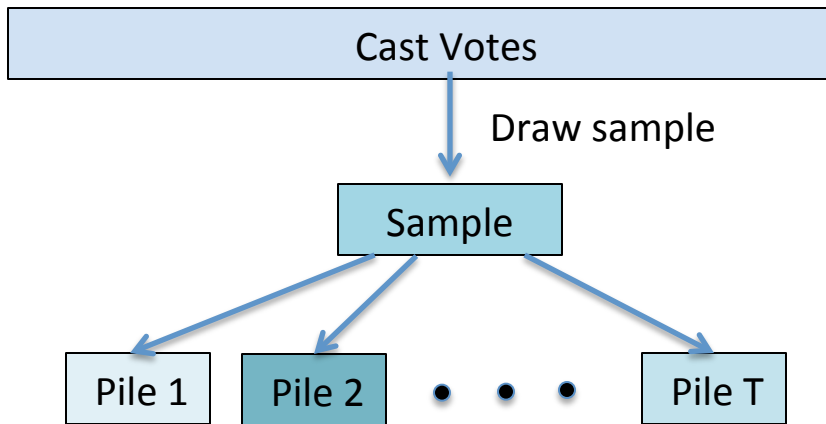 Cast Votes
Draw sample
Sample
Pile 1
Pile 2
Pile T